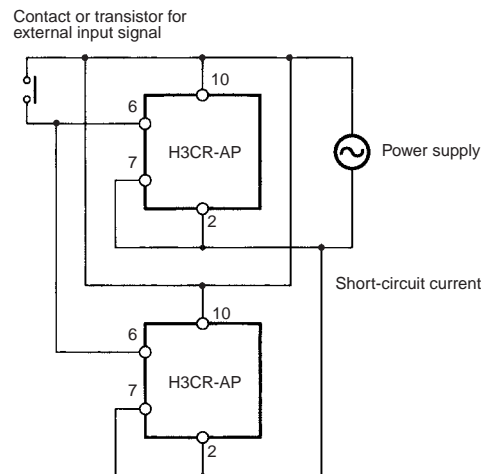 Contact or transistor for
external input signal
10
6
H3CR-AP
7
Power supply
2
Short-circuit current
10
6
H3CR-AP
7
2